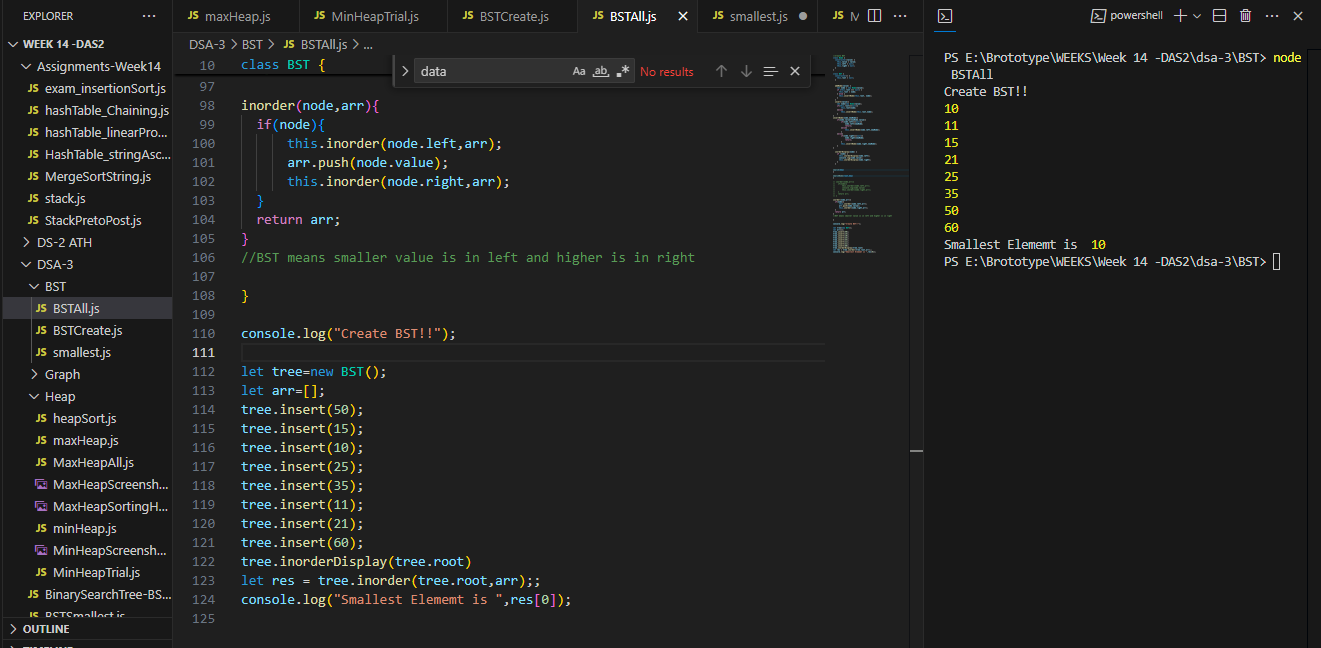 EXPLORER
WEEK 14 -DAS2
Assignments-Week14
JS exam_insertionSort.js
JS hashTable_Chaining.js
JS hashTable_linearPro...
JS HashTable_stringAsc...
JS MergeSortString.js
JS stack.js
JS StackPretoPost.js
DS-2 ATH
DSA-3
BST
JS BSTAll.js
JS BSTCreate.js
JS smallest.js
Graph
Heap
JS heapSort.js
JS maxHeap.js
JS MaxHeapAll.js
MaxHeapScreensh...
MaxHeapSortingH...
JS minHeap.js
MinHeapScreensh...
JS MinHeapTrial.js
JS BinarySearchTree-BS...
JS BSTSmallest.js
OUTLINE
TIMELINE
JS maxHeap.js
JS MinHeapTrial.js
JS BSTCreate.js
JS BSTAll.js
JS smallest.js
JS M
DSA-3 > BST > JS BSTAll.js > ...
data
Aa ab .*
No results
10 class BST {
97
98 inorder(node,arr){
99 if(node){
100 this.inorder(node.left,arr);
101 arr.push(node.value);
102 this.inorder(node.right,arr);
103 }
104 return arr;
105 }
106 //BST means smaller value is in left and higher is in right
107
108 }
109
110 console.log("Create BST!!");
111
112 let tree=new BST();
113 let arr=[];
114 tree.insert(50);
115 tree.insert(15);
116 tree.insert(10);
117 tree.insert(25);
118 tree.insert(35);
119 tree.insert(11);
120 tree.insert(21);
121 tree.insert(60);
122 tree.inorderDisplay(tree.root)
123 let res = tree.inorder(tree.root,arr);;
124 console.log("Smallest Elememt is ",res[0]);
125
powershell
PS E:\Brototype\WEEKS\Week 14 -DAS2\dsa-3\BST> node
BSTAll
Create BST!!
10
11
15
21
25
35
50
60
Smallest Elememt is  10
PS E:\Brototype\WEEKS\Week 14 -DAS2\dsa-3\BST>